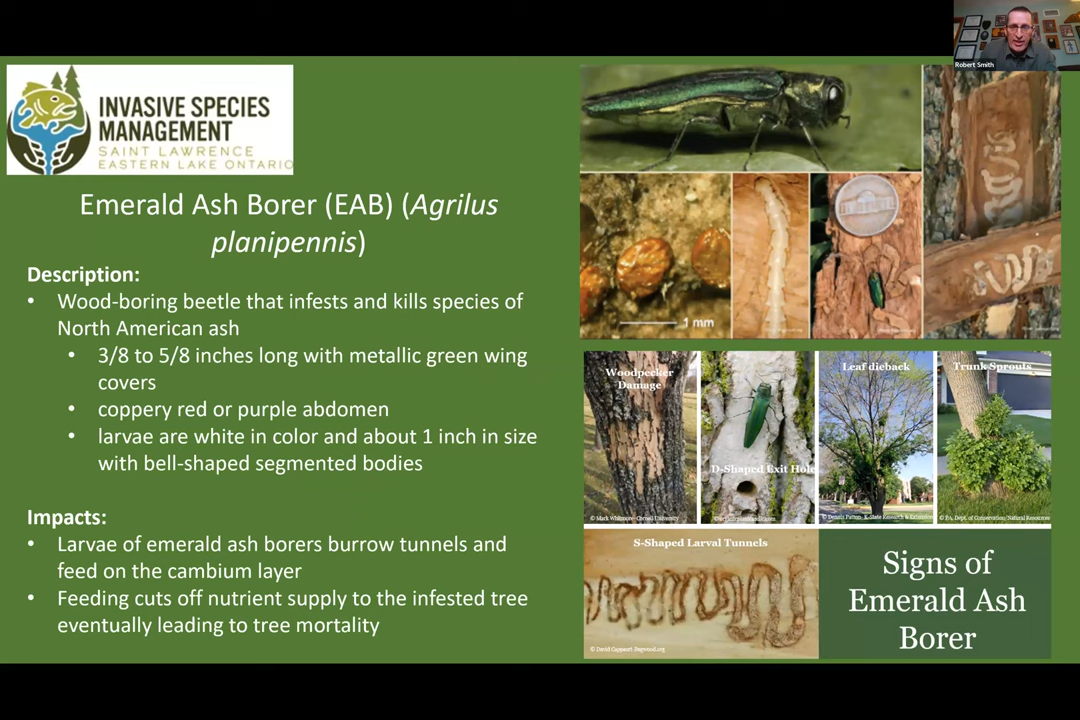 Robert Smith
INVASIVE SPECIES
MANAGEMENT
SAINT LAWRENCE
EASTERN LAKE ONTARIO
Emerald Ash Borer (EAB) (Agrilus
planipennis)
Description:
• Wood-boring beetle that infests and kills species of
North American ash
• 3/8 to 5/8 inches long with metallic green wing
covers
• coppery red or purple abdomen
• larvae are white in color and about 1 inch in size
with bell-shaped segmented bodies
Impacts:
• Larvae of emerald ash borers burrow tunnels and
feed on the cambium layer
• Feeding cuts off nutrient supply to the infested tree
eventually leading to tree mortality
1 mm
Woodpecker
Damage
D-Shaped Exit Hole
Leaf dieback
Trunk Sprouts
© Mark Whitmore- Cornell University
© Dennis Patton- K-State Research &
© PA. Dept. of Conservation/Natural Resources
S-Shaped Larval Tunnels
© David Cappaert-
Signs of
Emerald Ash
Borer